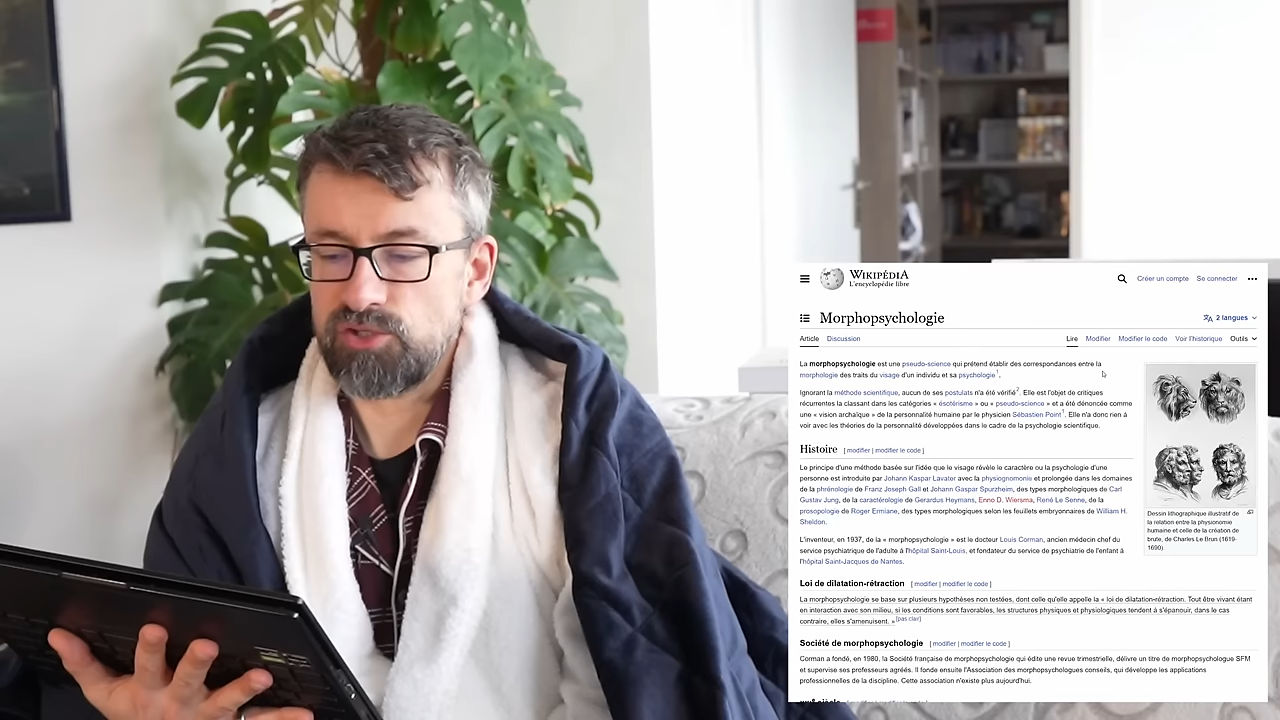 WIKIPÉDIA
L'encyclopédie libre
Créer un compte Se connecter
Morphopsychologie
2 langues
Article Discussion Lire Modifier Modifier le code Voir l'historique Outils
La morphopsychologie est une pseudo-science qui prétend établir des correspondances entre la
morphologie des traits du visage d'un individu et sa psychologie1.
Ignorant la méthode scientifique, aucun de ses postulats n'a été vérifié2. Elle est l'objet de critiques
récurrentes la classant dans les catégories « ésotérisme » ou « pseudo-science » et a été dénoncée comme
une « vision archaïque » de la personnalité humaine par le physicien Sébastien Point1. Elle n'a donc rien à
voir avec les théories de la personnalité développées dans le cadre de la psychologie scientifique.
Histoire [ modifier | modifier le code ]
Le principe d'une méthode basée sur l'idée que le visage révèle le caractère ou la psychologie d'une
personne est introduite par Johann Kaspar Lavater avec la physiognomonie et prolongée dans les domaines
de la phrénologie de Franz Joseph Gall et Johann Gaspar Spurzheim, des types morphologiques de Carl
Gustav Jung, de la caractérologie de Gerardus Heymans, Enno D. Wiersma, René Le Senne, de la
prosopologie de Roger Ermiane, des types morphologiques selon les feuillets embryonnaires de William H.
Sheldon.
L'inventeur, en 1937, de la « morphopsychologie » est le docteur Louis Corman, ancien médecin chef du
service psychiatrique de l'adulte à l'hôpital Saint-Louis, et fondateur du service de psychiatrie de l'enfant à
l'hôpital Saint-Jacques de Nantes.
Dessin lithographique illustratif de
la relation entre la physionomie
humaine et celle de la création de
brute, de Charles Le Brun (1619-
1690)
Loi de dilatation-rétraction [ modifier | modifier le code ]
La morphopsychologie se base sur plusieurs hypothèses non testées, dont celle qu'elle appelle la « loi de dilatation-rétraction. Tout être vivant étant
en interaction avec son milieu, si les conditions sont favorables, les structures physiques et physiologiques tendent à s'épanouir, dans le cas
contraire, elles s'amenuisent. » [pas clair]
Société de morphopsychologie [ modifier | modifier le code ]
Corman a fondé, en 1980, la Société française de morphopsychologie qui édite une revue trimestrielle, délivre un titre de morphopsychologue SFM
et supervise ses professeurs agréés. Il fonde ensuite l'Association des morphopsychologues conseils, qui développe les applications
professionnelles de la discipline. Cette association n'existe plus aujourd'hui.